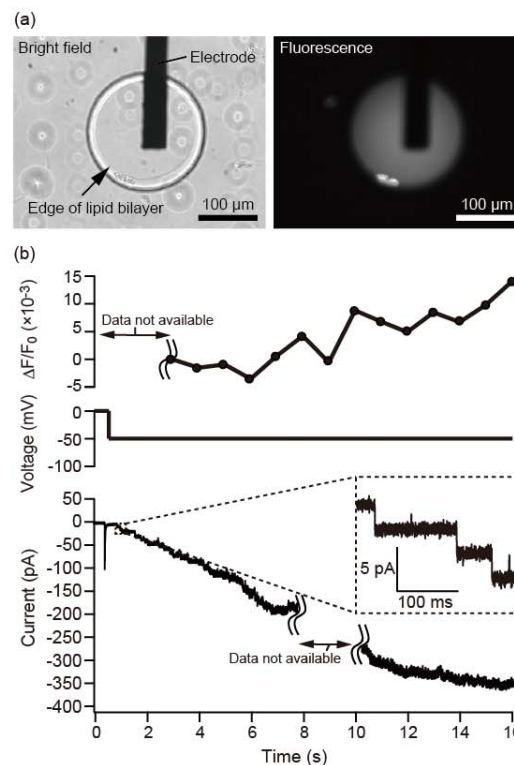 (a)
Bright field
Electrode
Edge of lipid bilayer
100 µm
Fluorescence
100 µm
(b)
ΔF/F0 (×10-3)
15
10
5
0
-5
Data not available
Voltage (mV)
0
-50
-100
Current (pA)
50
0
-50
-100
-150
-200
-250
-300
-350
-400
5 pA
100 ms
Data not available
0 2 4 6 8 10 12 14 16
Time (s)